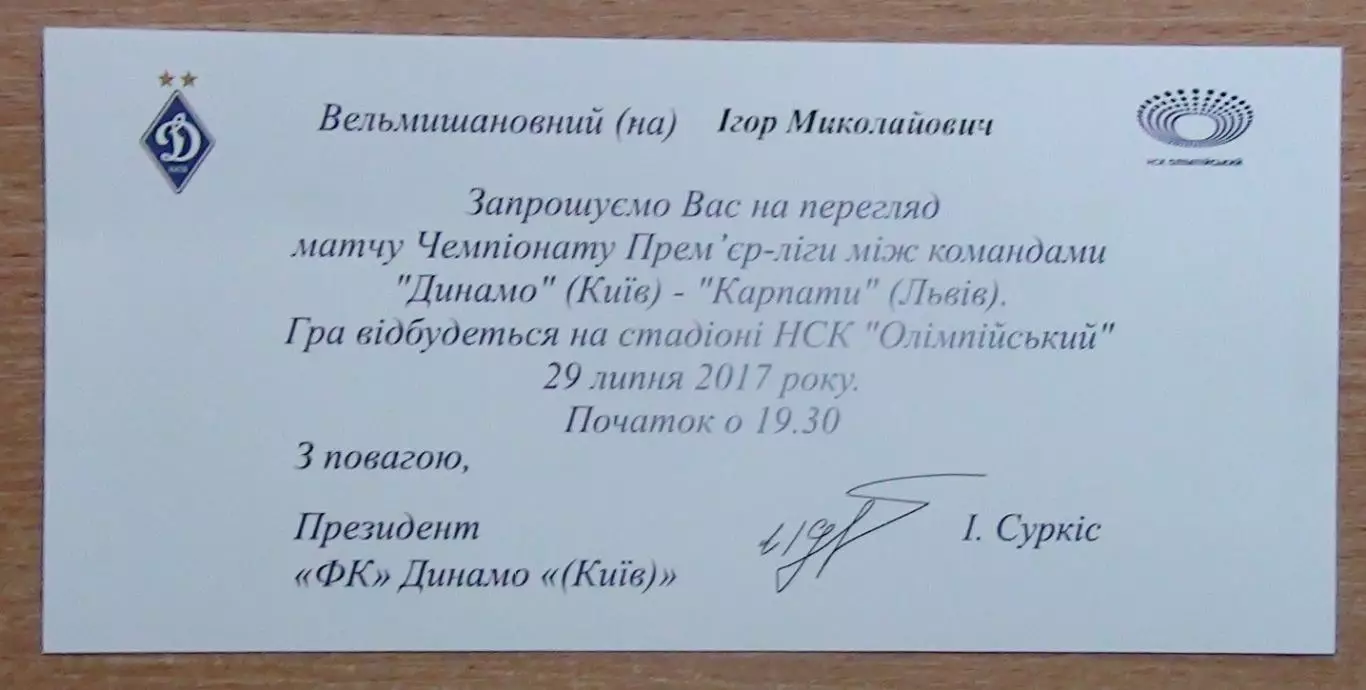 Вельмишановний (на) Ігор Миколайович
НСК ОЛІМПІЙСЬКИЙ
Запрошуємо Вас на перегляд
матчу Чемпіонату Прем’єр-ліги між командами
"Динамо" (Київ) - "Карпати" (Львів).
Гра відбудеться на стадіоні НСК "Олімпійський"
29 липня 2017 року.
Початок о 19.30
З повагою,
Президент
«ФК» Динамо «(Київ)»
І. Суркіс